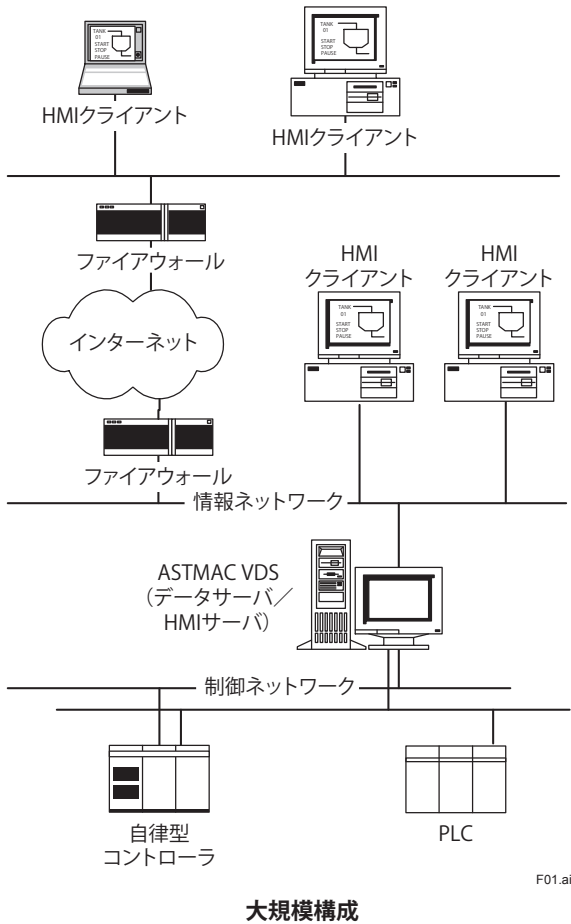 TANK
01
START
STOP
PAUSE
HMIクライアント
TANK
01
START
STOP
PAUSE
HMIクライアント
ファイアウォール
インターネット
ファイアウォール
HMI
クライアント
TANK
01
START
STOP
PAUSE
HMI
クライアント
TANK
01
START
STOP
PAUSE
情報ネットワーク
ASTMAC VDS
(データサーバ／
HMIサーバ)
制御ネットワーク
自律型
コントローラ
PLC
F01.ai
大規模構成